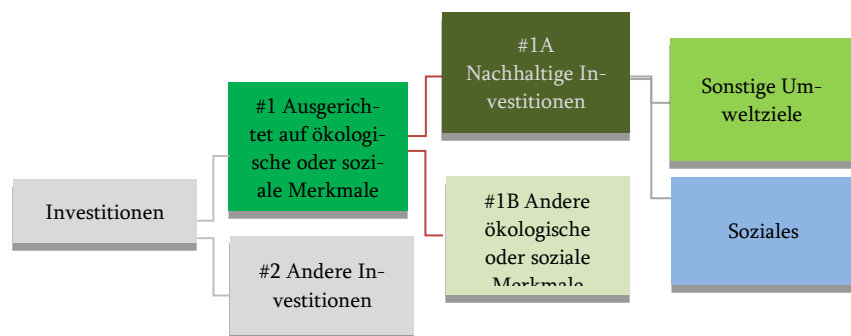 Investitionen
#1 Ausgerich-
tet auf ökologi-
sche oder sozi-
ale Merkmale
#2 Andere In-
vestitionen
#1A
Nachhaltige In-
vestitionen
#1B Andere
ökologische
oder soziale
Merkmale
Sonstige Um-
weltziele
Soziales